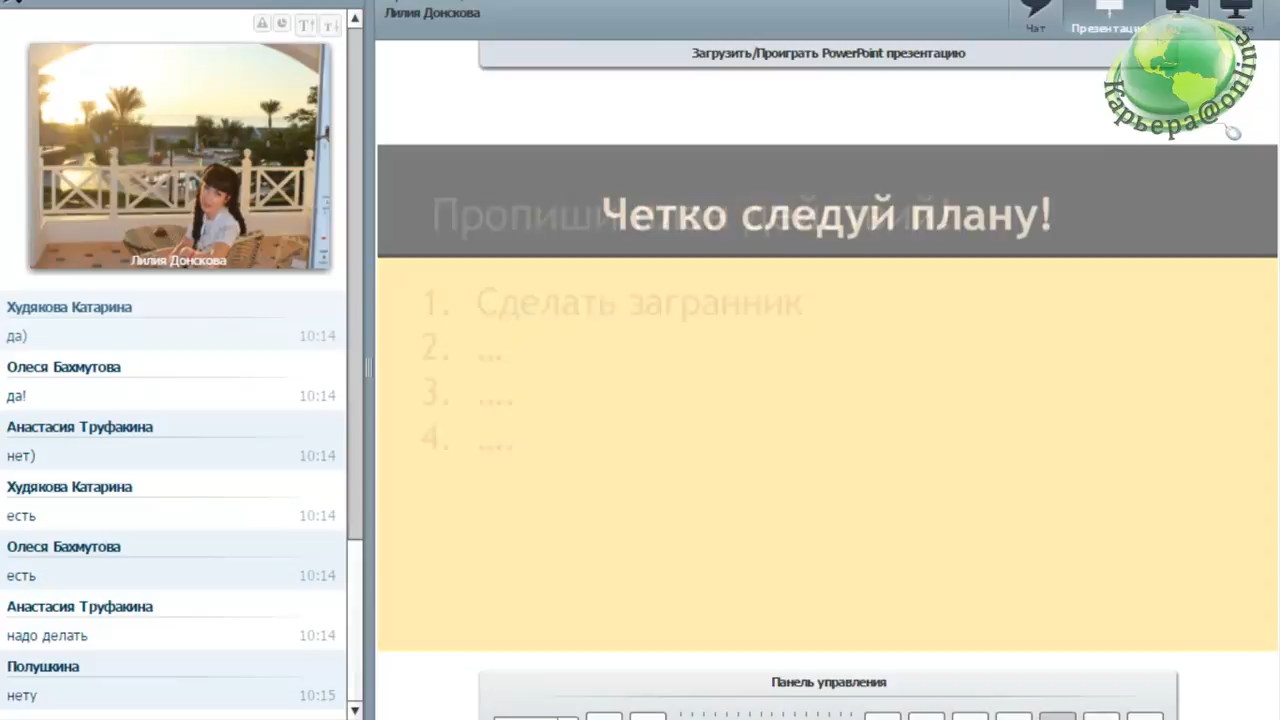 Лилия Донскова
Чат
Презентация
Загрузить/Проиграть PowerPoint презентацию
Карьера@online
Лилия Донскова
Худякова Катарина
да) 10:14
Олеся Бахмутова
да! 10:14
Анастасия Труфакина
нет) 10:14
Худякова Катарина
есть 10:14
Олеся Бахмутова
есть 10:14
Анастасия Труфакина
надо делать 10:14
Полушкина
нету 10:15
Четко следуй плану!
1. Сделать загранник
2. ...
3. ....
4. ....
Панель управления